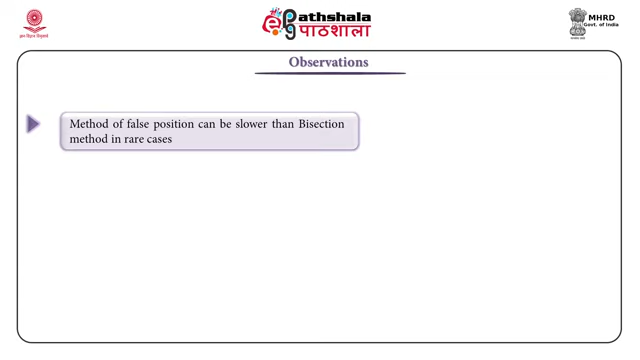 ePathshala
पाठशाला
MHRD
Govt. of India
Observations
Method of false position can be slower than Bisection
method in rare cases